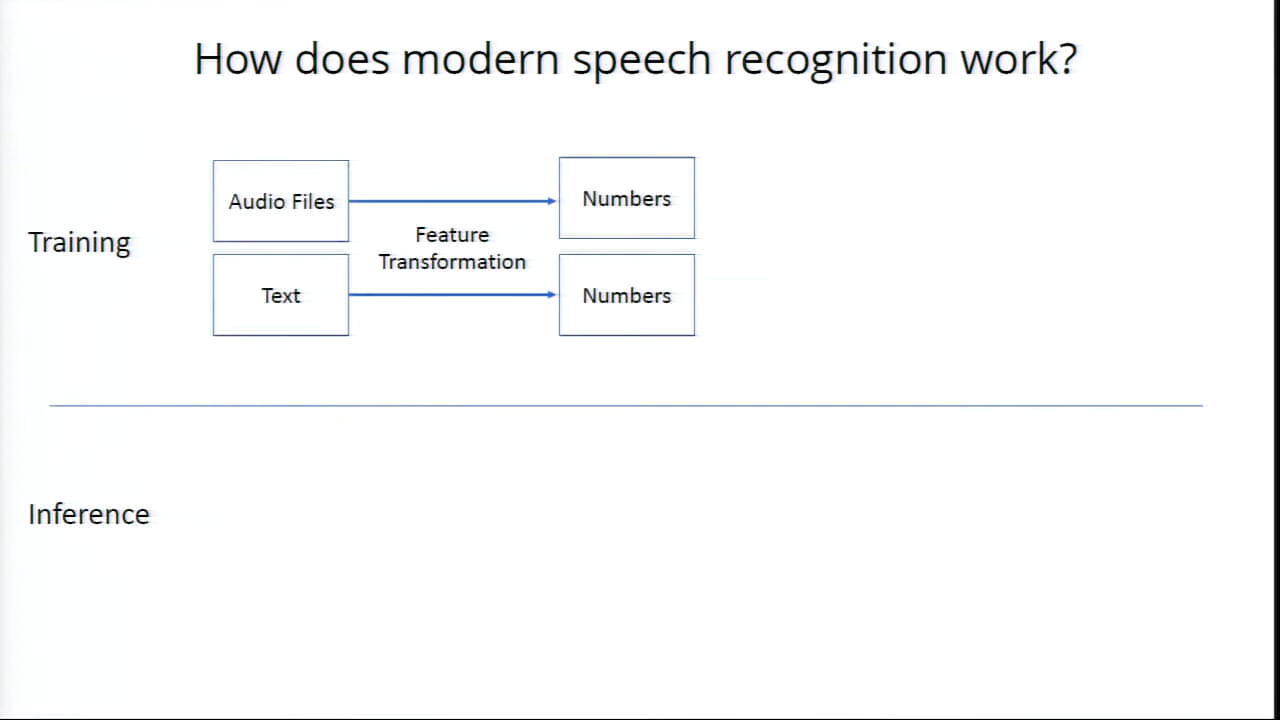 How does modern speech recognition work?
Audio Files
Numbers
Training
Feature
Transformation
Text
Numbers
Inference